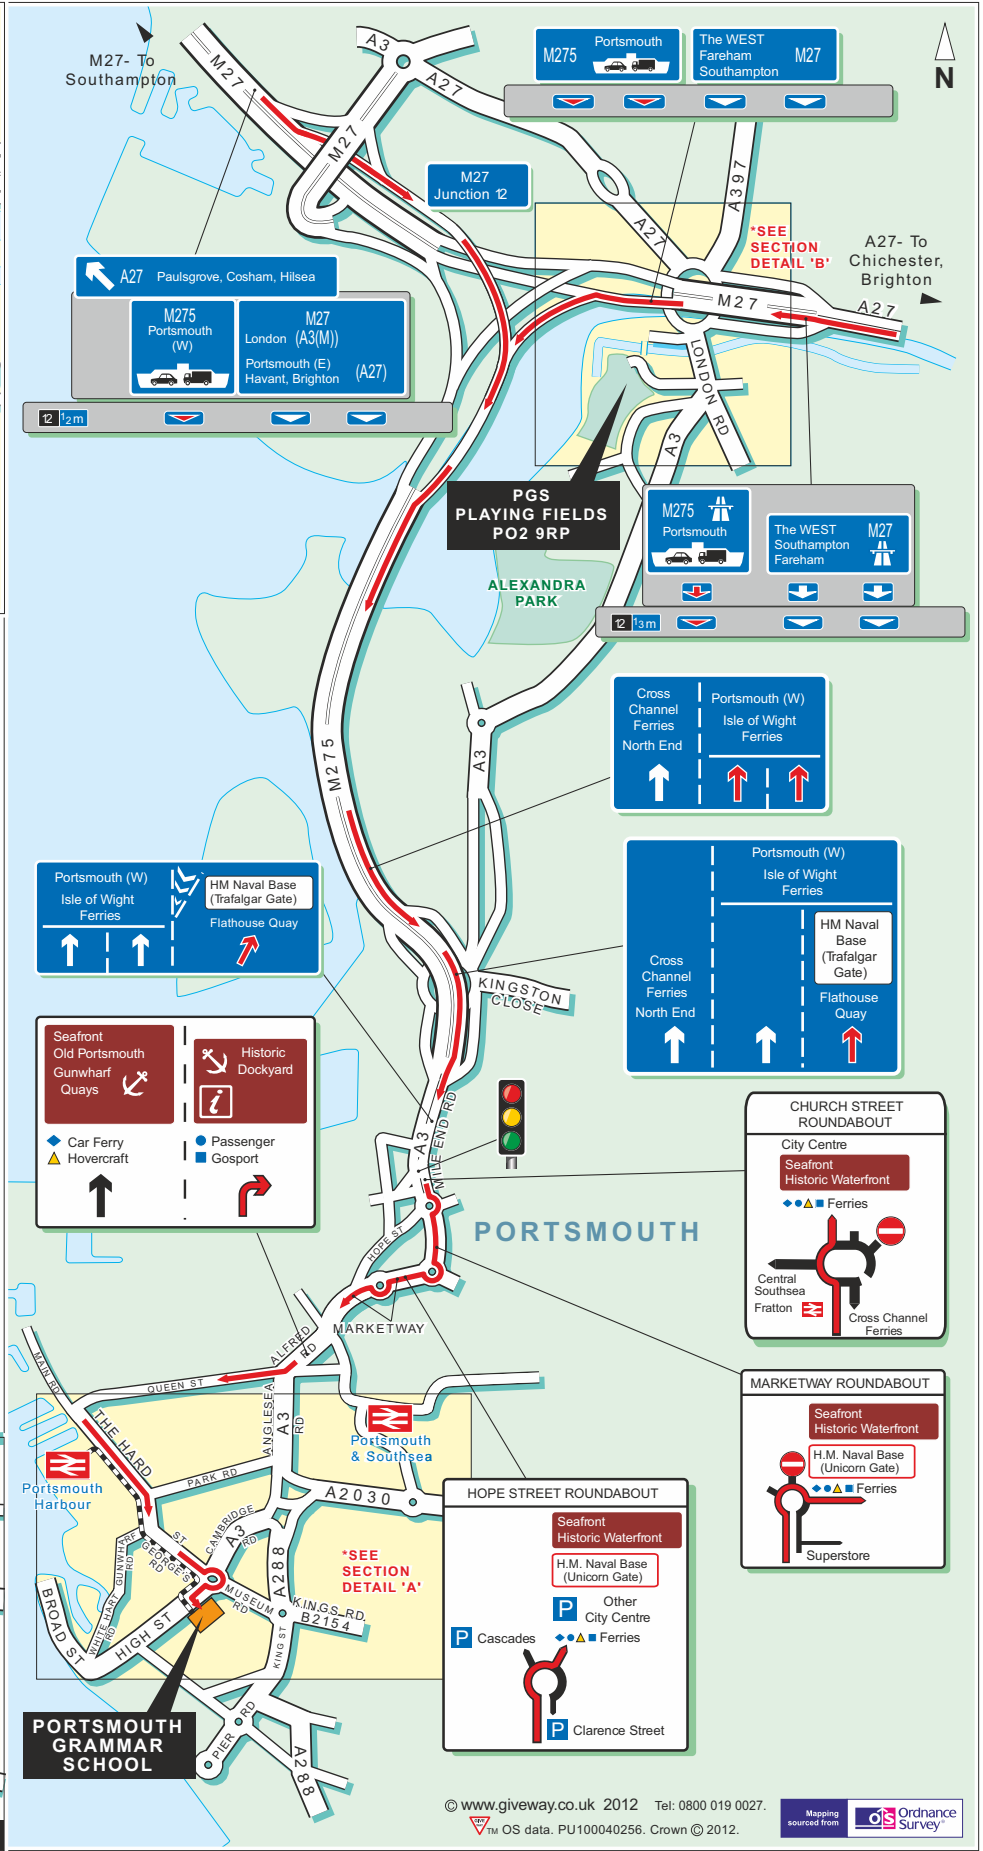 M27- To
Southampton
A3
M27
A27
M27
M275
Portsmouth
The WEST
Fareham
Southampton
M27
N
M27
Junction 12
A397
A27
*SEE
SECTION
DETAIL 'B'
A27- To
Chichester,
Brighton
M27
A27
A27 Paulsgrove, Cosham, Hilsea
M275
Portsmouth
(W)
M27
London (A3(M))
Portsmouth (E)
Havant, Brighton (A27)
12 1/2m
LONDON RD
A3
PGS
PLAYING FIELDS
PO2 9RP
M275
Portsmouth
The WEST
Southampton
Fareham
M27
12 1/3m
ALEXANDRA
PARK
Cross
Channel
Ferries
North End
Portsmouth (W)
Isle of Wight
Ferries
A3
M275
Portsmouth (W)
Isle of Wight
Ferries
HM Naval Base
(Trafalgar Gate)
Flathouse Quay
Portsmouth (W)
Isle of Wight
Ferries
Cross
Channel
Ferries
North End
HM Naval
Base
(Trafalgar
Gate)
Flathouse
Quay
KINGSTON
CLOSE
Seafront
Old Portsmouth
Gunwharf
Quays
Historic
Dockyard
i
Car Ferry
Hovercraft
Passenger
Gosport
A3
MILE END RD
CHURCH STREET
ROUNDABOUT
City Centre
Seafront
Historic Waterfront
Ferries
Central
Southsea
Fratton
Cross Channel
Ferries
PORTSMOUTH
HOPE ST
MARKETWAY
ALFRED
RD
MAIN RD
QUEEN ST
MARKETWAY ROUNDABOUT
Seafront
Historic Waterfront
H.M. Naval Base
(Unicorn Gate)
Ferries
Superstore
THE HARD
ANGLESEA
A3
RD
Portsmouth
& Southsea
Portsmouth
Harbour
PARK RD
A2030
CAMBRIDGE
A3
RD
ST
GEORGE'S
RD
GUNWHARF
RD
A288
*SEE
SECTION
DETAIL 'A'
MUSEUM
RD
KINGS RD
B2154
BROAD ST
WHITE HART
RD
HIGH ST
KING ST
PORTSMOUTH
GRAMMAR
SCHOOL
PIER RD
A288
HOPE STREET ROUNDABOUT
Seafront
Historic Waterfront
H.M. Naval Base
(Unicorn Gate)
P Other
City Centre
P Cascades
Ferries
P Clarence Street
© www.giveway.co.uk 2012 Tel: 0800 019 0027.
TM OS data. PU100040256. Crown © 2012.
Mapping
sourced from
OS Ordnance
Survey®